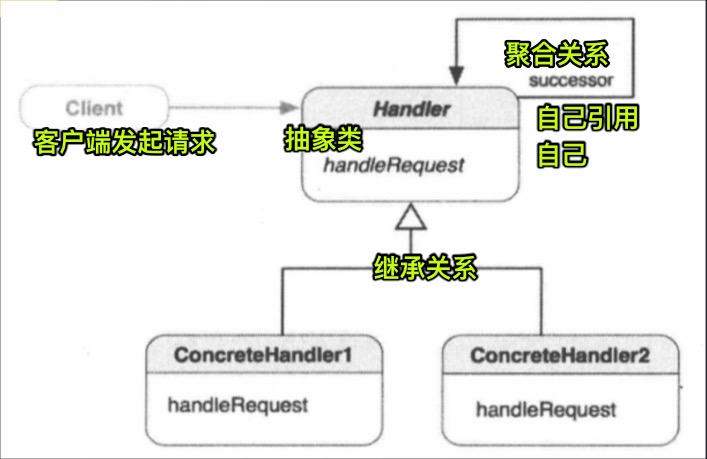 聚合关系
successor
Client
Handler
自己引用
自己
客户端发起请求
抽象类
handleRequest
继承关系
ConcreteHandler1
ConcreteHandler2
handleRequest
handleRequest